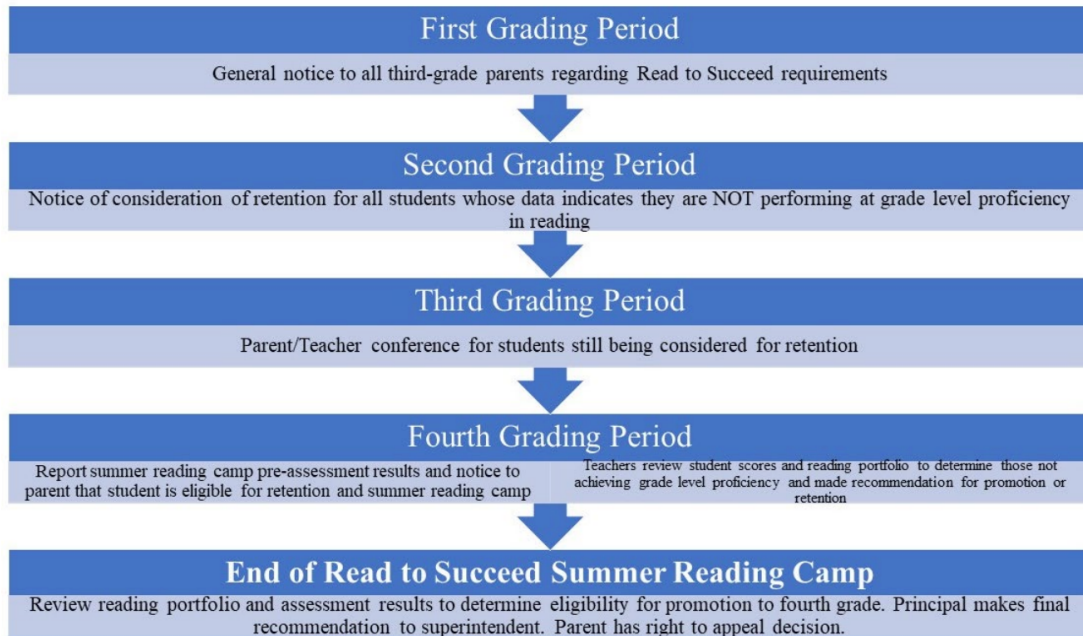 First Grading Period
General notice to all third-grade parents regarding Read to Succeed requirements
Second Grading Period
Notice of consideration of retention for all students whose data indicates they are NOT performing at grade level proficiency
in reading
Third Grading Period
Parent/Teacher conference for students still being considered for retention
Fourth Grading Period
Report summer reading camp pre-assessment results and notice to
parent that student is eligible for retention and summer reading camp
Teachers review student scores and reading portfolio to determine those not
achieving grade level proficiency and made recommendation for promotion or
retention
End of Read to Succeed Summer Reading Camp
Review reading portfolio and assessment results to determine eligibility for promotion to fourth grade. Principal makes final
recommendation to superintendent. Parent has right to appeal decision.